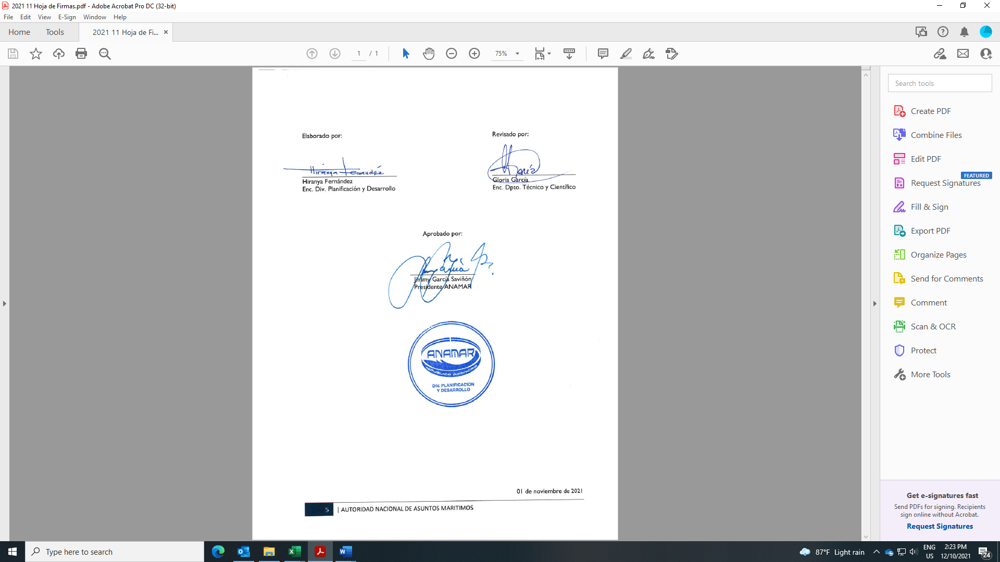 2021 11 Hoja de Firmas.pdf - Adobe Acrobat Pro DC (32-bit)
File Edit View E-Sign Window Help
Home Tools 2021 11 Hoja de Fi...
1 / 1 75%
Elaborado por:
Hiranya Fernández
Hiranya Fernández
Enc. Div. Planificación y Desarrollo
Revisado por:
Gloria García
Enc. Dpto. Técnico y Científico
Aprobado por:
Jimmy García Saviñón
Presidente ANAMAR
ANAMAR
REPUBLICA DOMINICANA
DIV. PLANIFICACION
Y DESARROLLO
01 de noviembre de 2021
5 | AUTORIDAD NACIONAL DE ASUNTOS MARITIMOS
Search tools
Create PDF
Combine Files
Edit PDF
FEATURED
Request Signatures
Fill & Sign
Export PDF
Organize Pages
Send for Comments
Comment
Scan & OCR
Protect
More Tools
Get e-signatures fast
Send PDFs for signing. Recipients
sign online without Acrobat.
Request Signatures
Type here to search
87°F Light rain
ENG
US
2:23 PM
12/10/2021
24